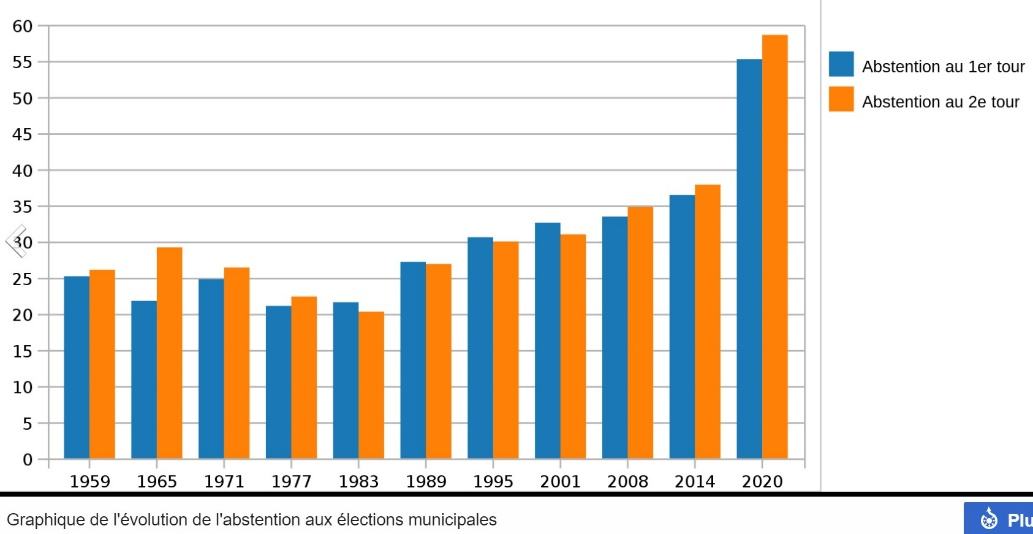 60
55
50
45
40
35
30
25
20
15
10
5
0
1959 1965 1971 1977 1983 1989 1995 2001 2008 2014 2020
Abstention au 1er tour
Abstention au 2e tour
Graphique de l'évolution de l'abstention aux élections municipales
Plu